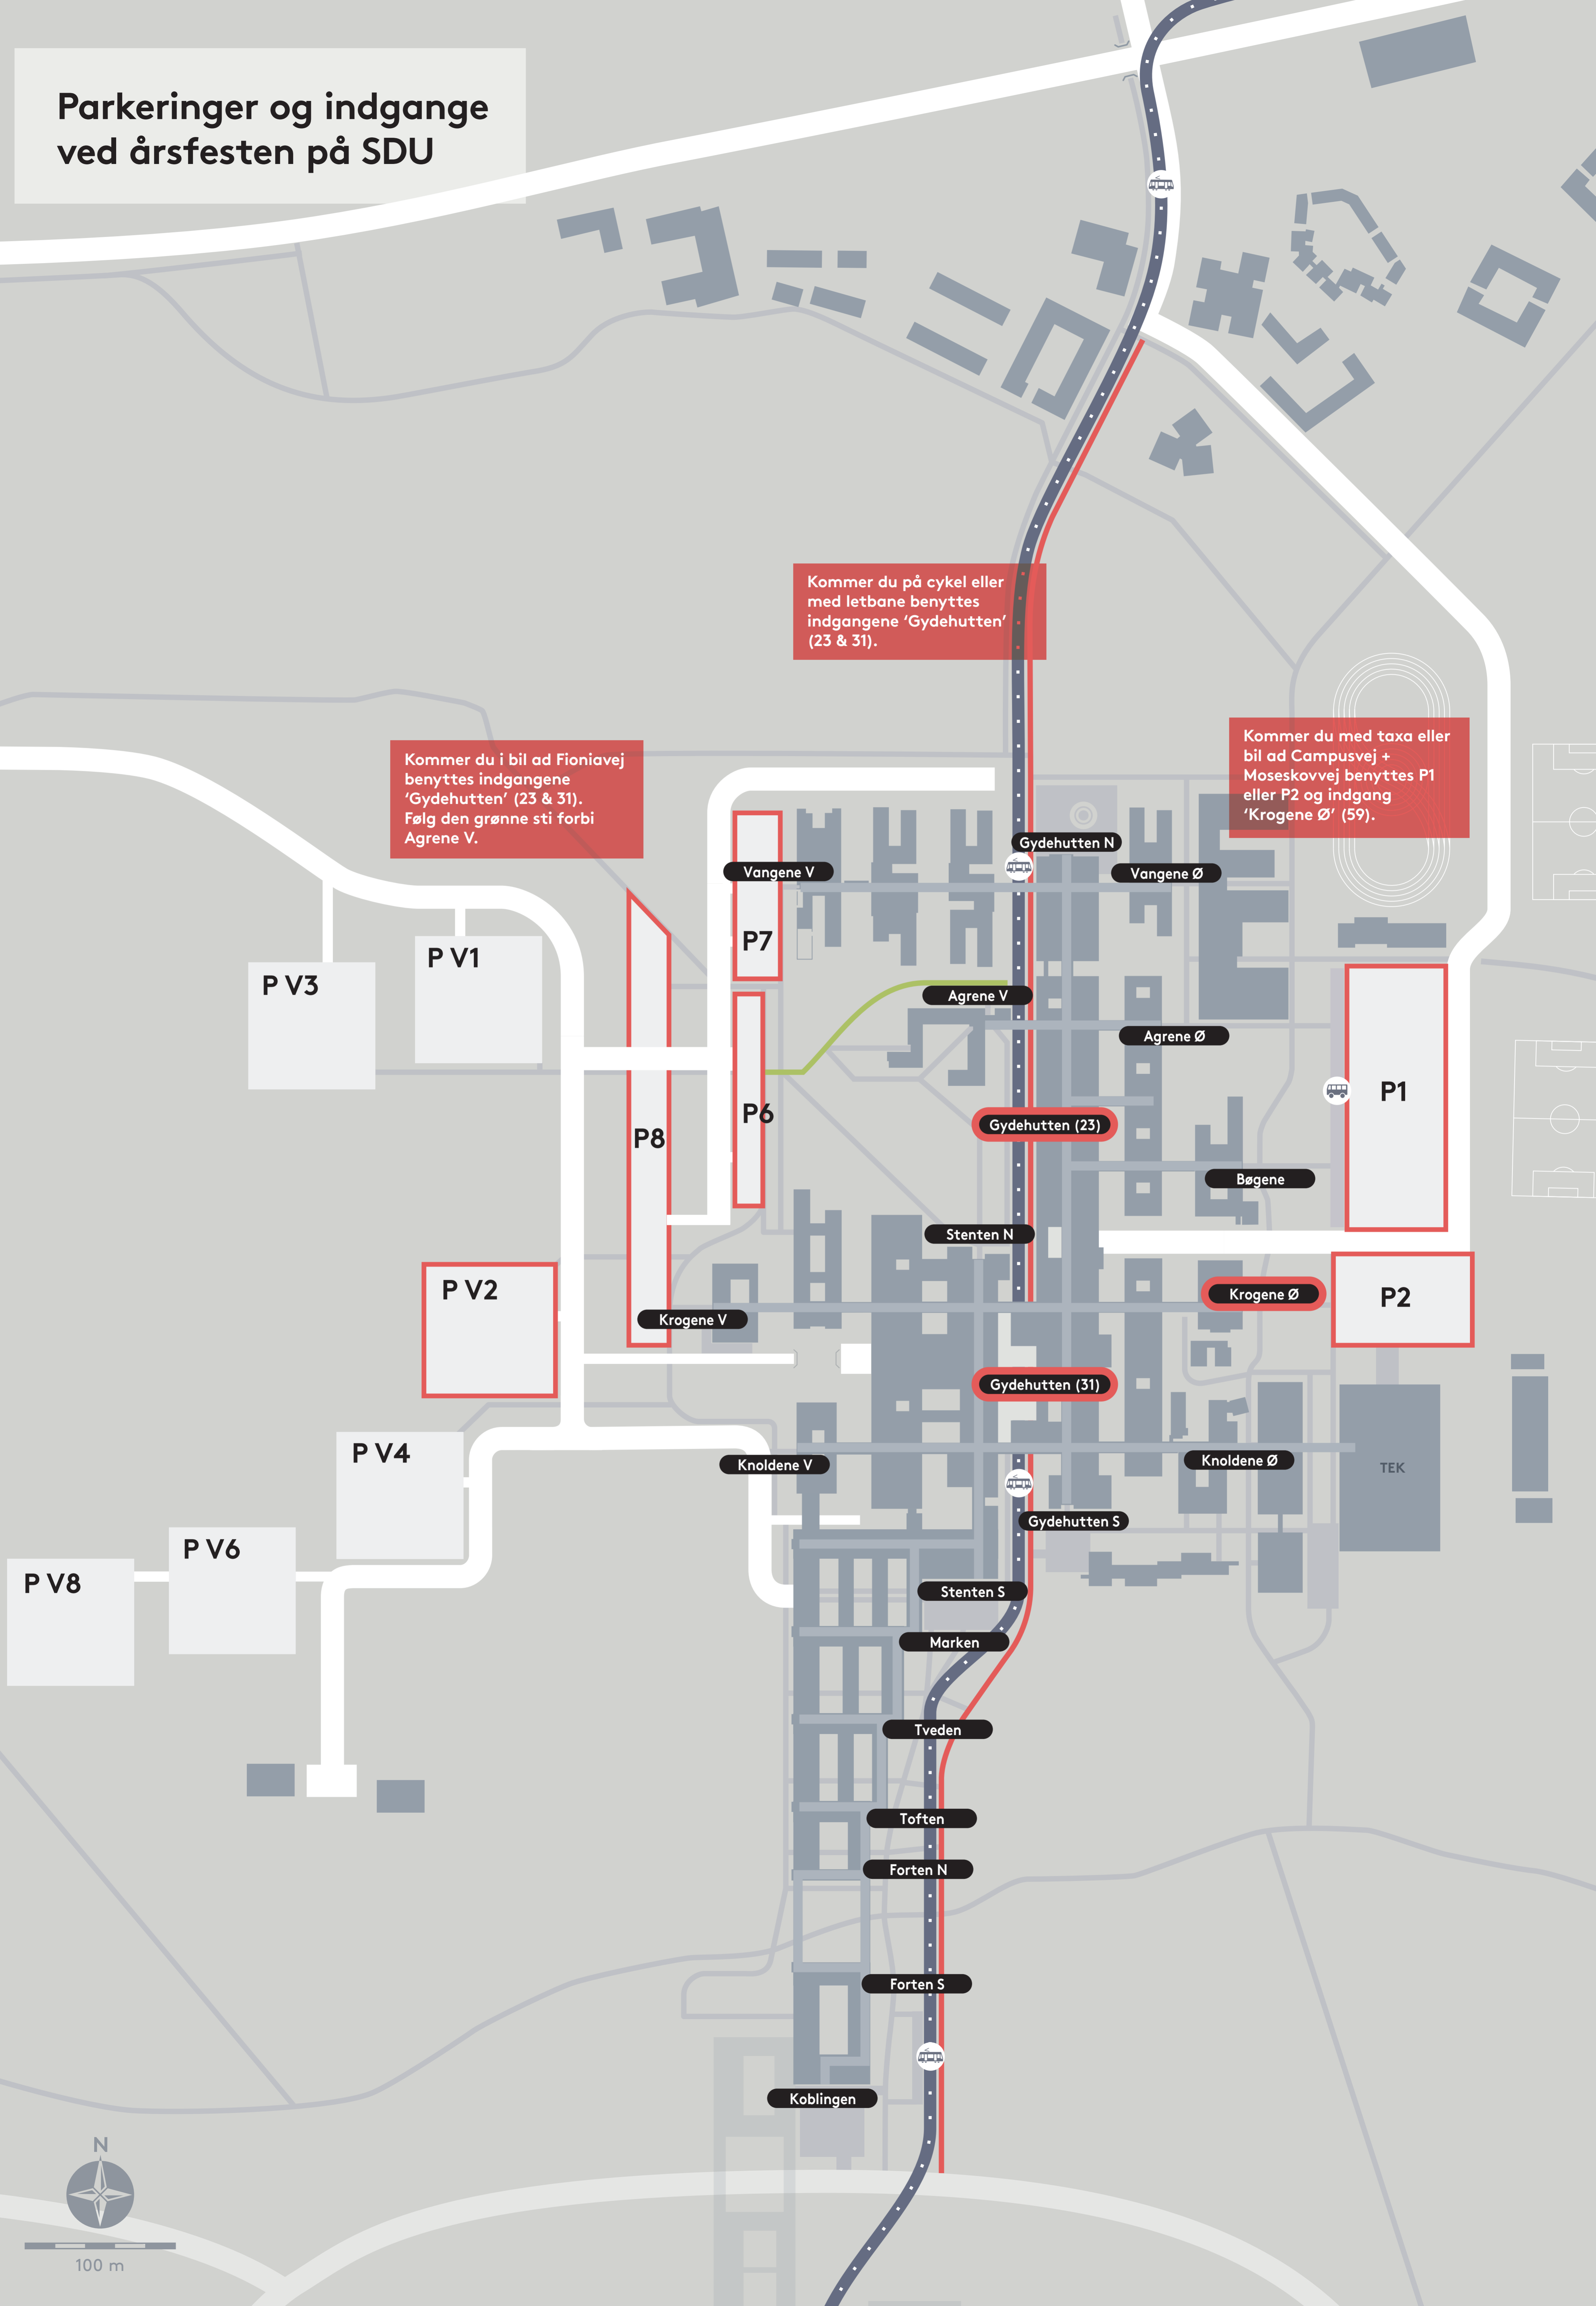 Parkeringer og indgange
ved årsfesten på SDU
Kommer du på cykel eller
med letbane benyttes
indgangene ‘Gydehutten’
(23 & 31).
Kommer du med taxa eller
bil ad Campusvej +
Moseskovvej benyttes P1
eller P2 og indgang
‘Krogene Ø’ (59).
Kommer du i bil ad Fioniavej
benyttes indgangene
‘Gydehutten’ (23 & 31).
Følg den grønne sti forbi
Agrene V.
Gydehutten N
Vangene V
Vangene Ø
P7
P V1
P V3
Agrene V
Agrene Ø
P1
P6
Gydehutten (23)
P8
Bøgene
Stenten N
P V2
Krogene Ø
P2
Krogene V
Gydehutten (31)
P V4
Knoldene V
Knoldene Ø
TEK
Gydehutten S
P V6
P V8
Stenten S
Marken
Tveden
Toften
Forten N
Forten S
Koblingen
N
100 m